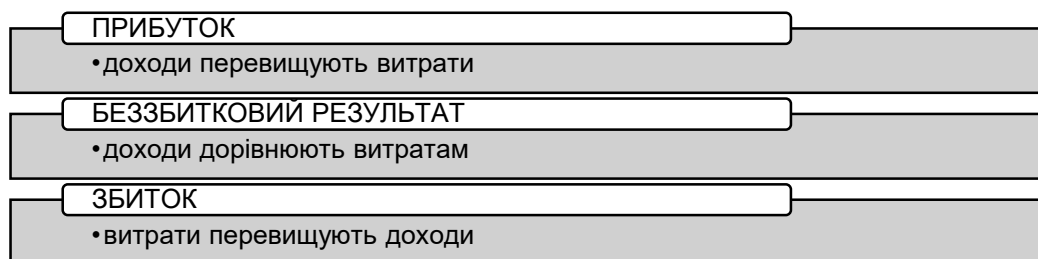 ПРИБУТОК
•доходи перевищують витрати
БЕЗЗБИТКОВИЙ РЕЗУЛЬТАТ
•доходи дорівнюють витратам
ЗБИТОК
•витрати перевищують доходи